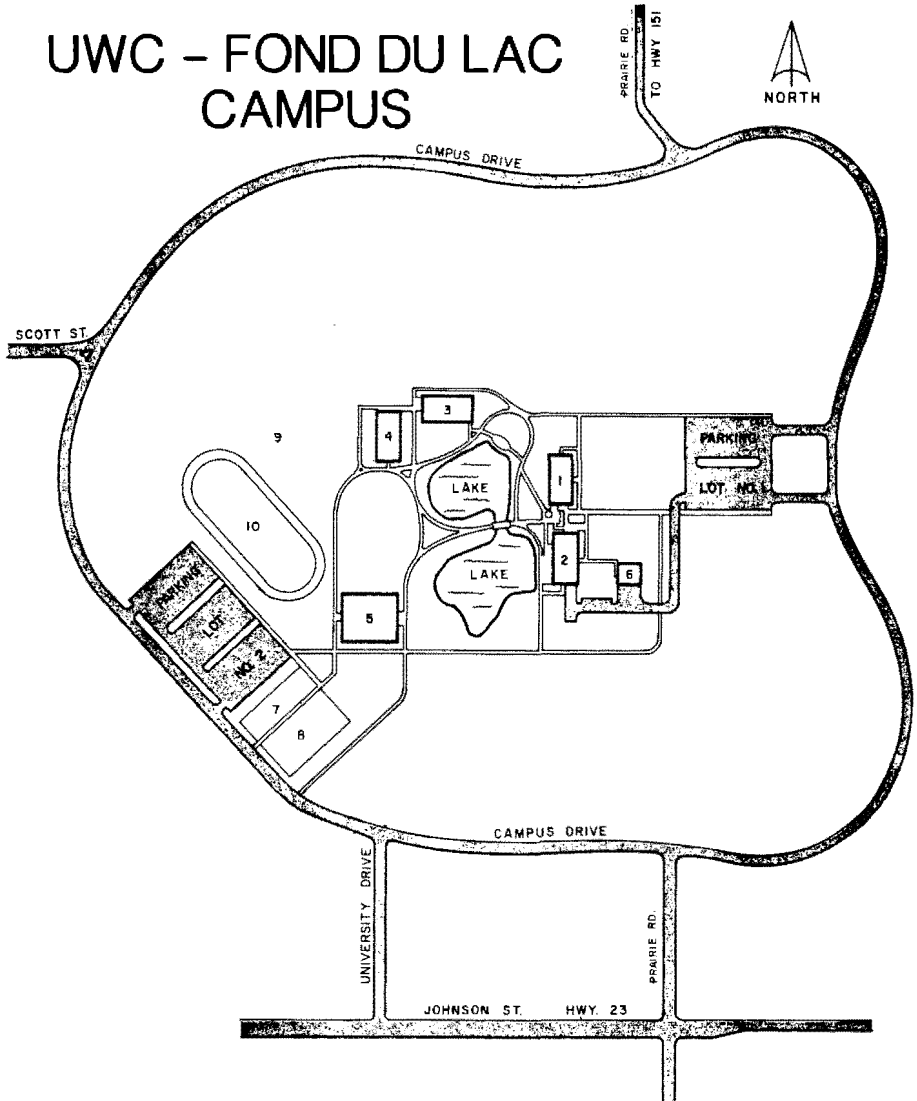 UWC – FOND DU LAC
CAMPUS
PRAIRIE RD.
TO HWY 151
NORTH
CAMPUS DRIVE
SCOTT ST.
3
4
9
PARKING
LOT NO. 1
1
LAKE
10
2
LAKE
6
PARKING
LOT
NO. 2
5
7
8
CAMPUS DRIVE
UNIVERSITY DRIVE
PRAIRIE RD.
JOHNSON ST. HWY. 23